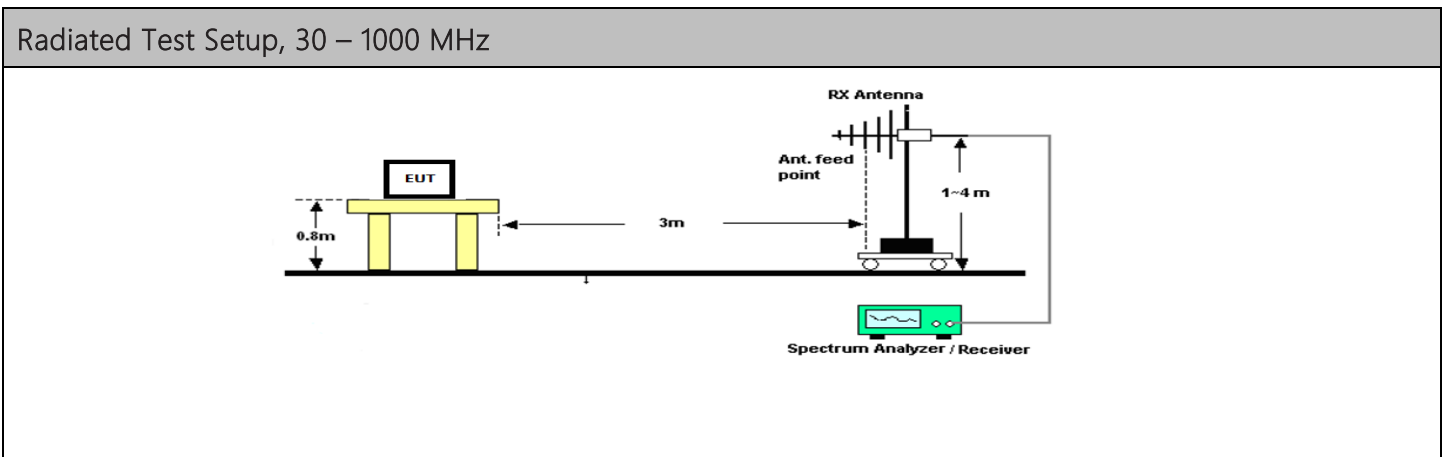 Radiated Test Setup, 30 – 1000 MHz
RX Antenna
Ant. feed
point
EUT
1~4 m
3m
0.8m
Spectrum Analyzer / Receiver